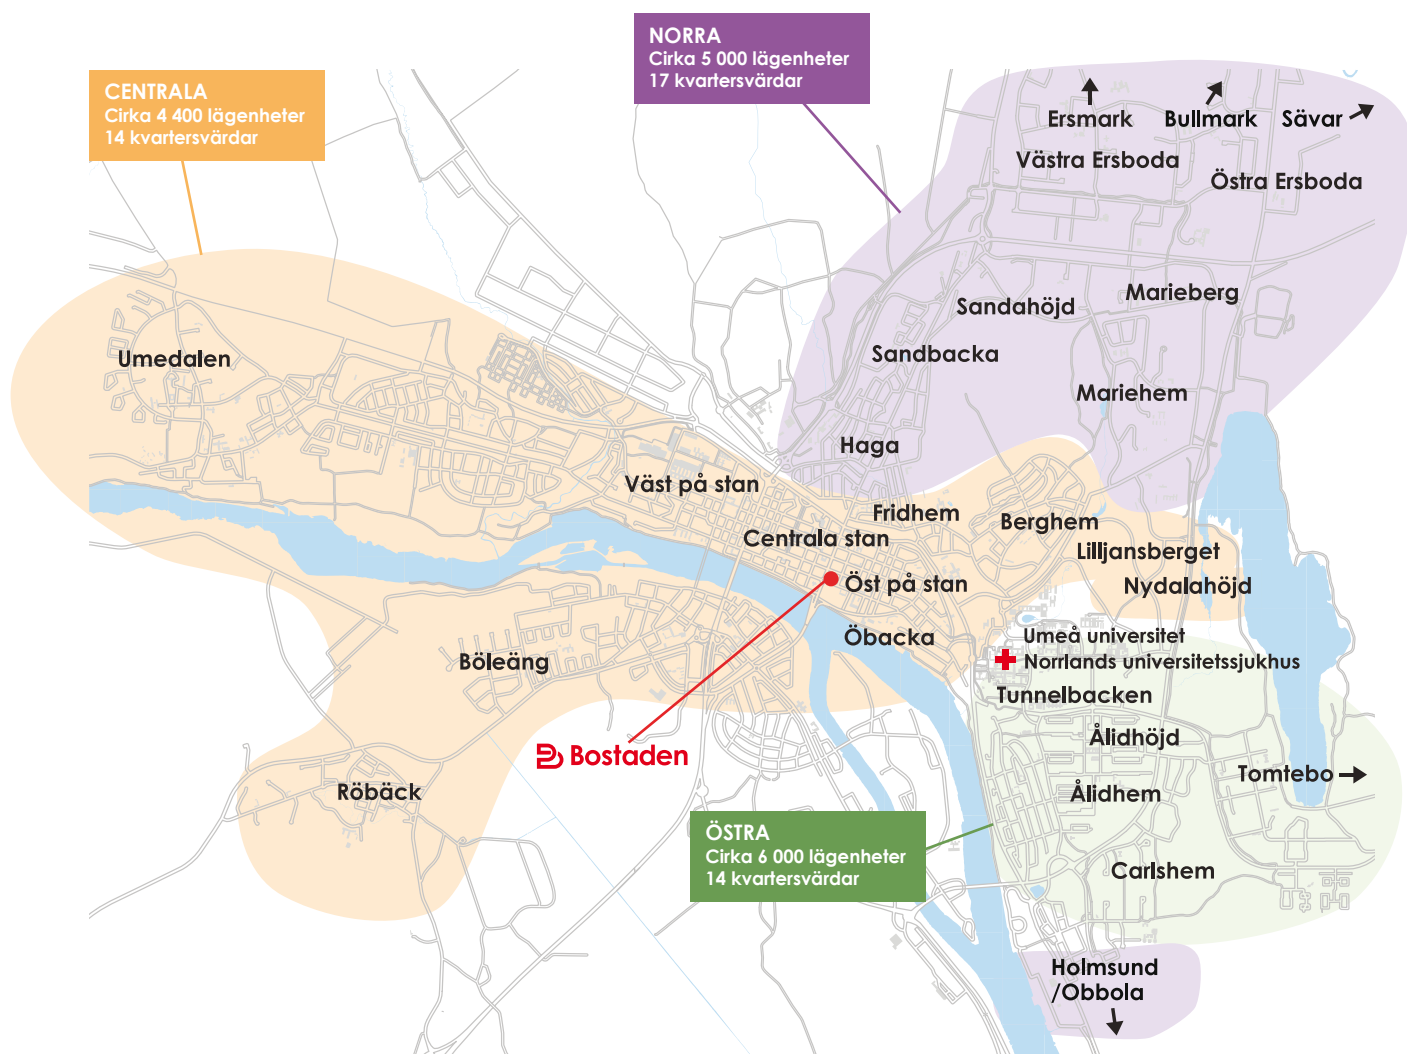 NORRA
Cirka 5 000 lägenheter
17 kvartersvärdar
CENTRALA
Cirka 4 400 lägenheter
14 kvartersvärdar
Ersmark
Bullmark
Sävar
Västra Ersboda
Östra Ersboda
Marieberg
Sandahöjd
Umedalen
Sandbacka
Mariehem
Haga
Väst på stan
Fridhem
Berghem
Centrala stan
Lilljansberget
Öst på stan
Nydalahöjd
Öbacka
Umeå universitet
Böleäng
Norrlands universitetssjukhus
Tunnelbacken
Ålidhöjd
Bostaden
Tomtebo
Röbäck
Ålidhem
ÖSTRA
Cirka 6 000 lägenheter
14 kvartersvärdar
Carlshem
Holmsund
/Obbola